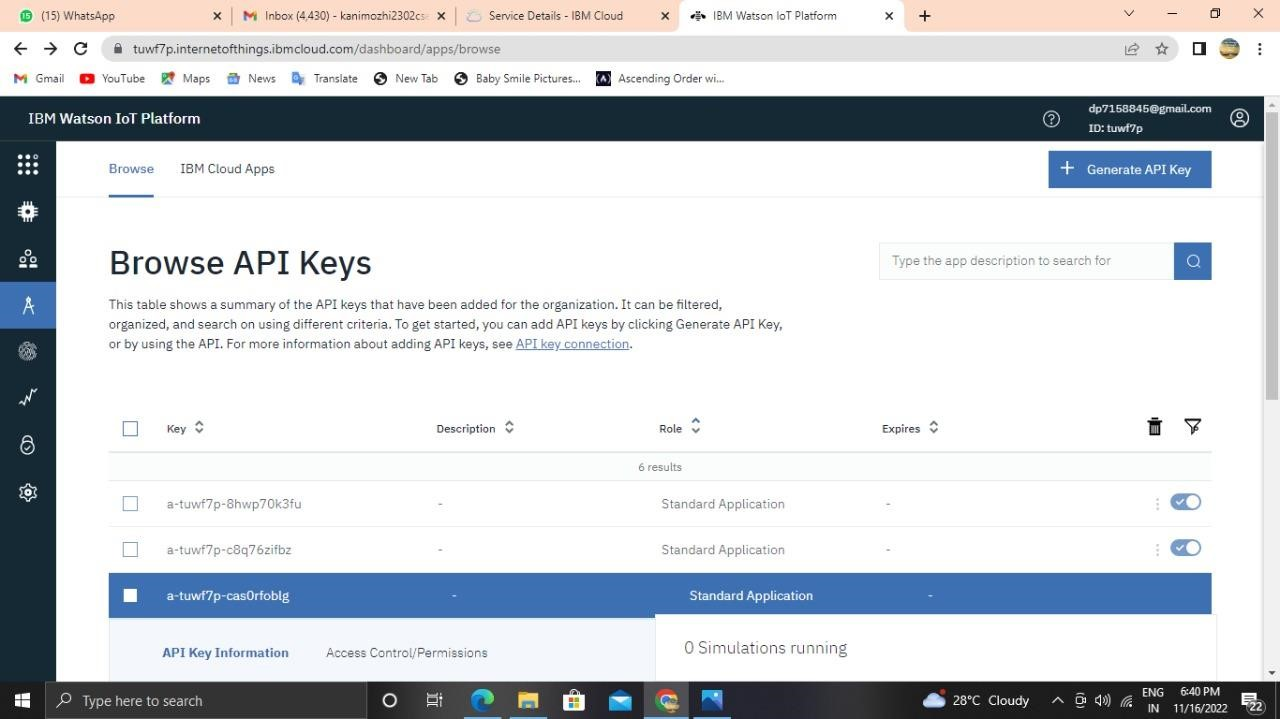 (15) WhatsApp
Inbox (4,430) - kanimozhi2302cse
Service Details - IBM Cloud
IBM Watson IoT Platform
tuwf7p.internetofthings.ibmcloud.com/dashboard/apps/browse
Gmail YouTube Maps News Translate New Tab Baby Smile Pictures... Ascending Order wi...
IBM Watson IoT Platform
dp7158845@gmail.com
ID: tuwf7p
Browse IBM Cloud Apps
Generate API Key
Browse API Keys
Type the app description to search for
This table shows a summary of the API keys that have been added for the organization. It can be filtered,
organized, and search on using different criteria. To get started, you can add API keys by clicking Generate API Key,
or by using the API. For more information about adding API keys, see API key connection.
Key Description Role Expires
6 results
a-tuwf7p-8hwp70k3fu - Standard Application -
a-tuwf7p-c8q76zifbz - Standard Application -
a-tuwf7p-cas0rfoblg - Standard Application -
API Key Information Access Control/Permissions
0 Simulations running
Type here to search
28°C Cloudy
ENG
IN
6:40 PM
11/16/2022
22